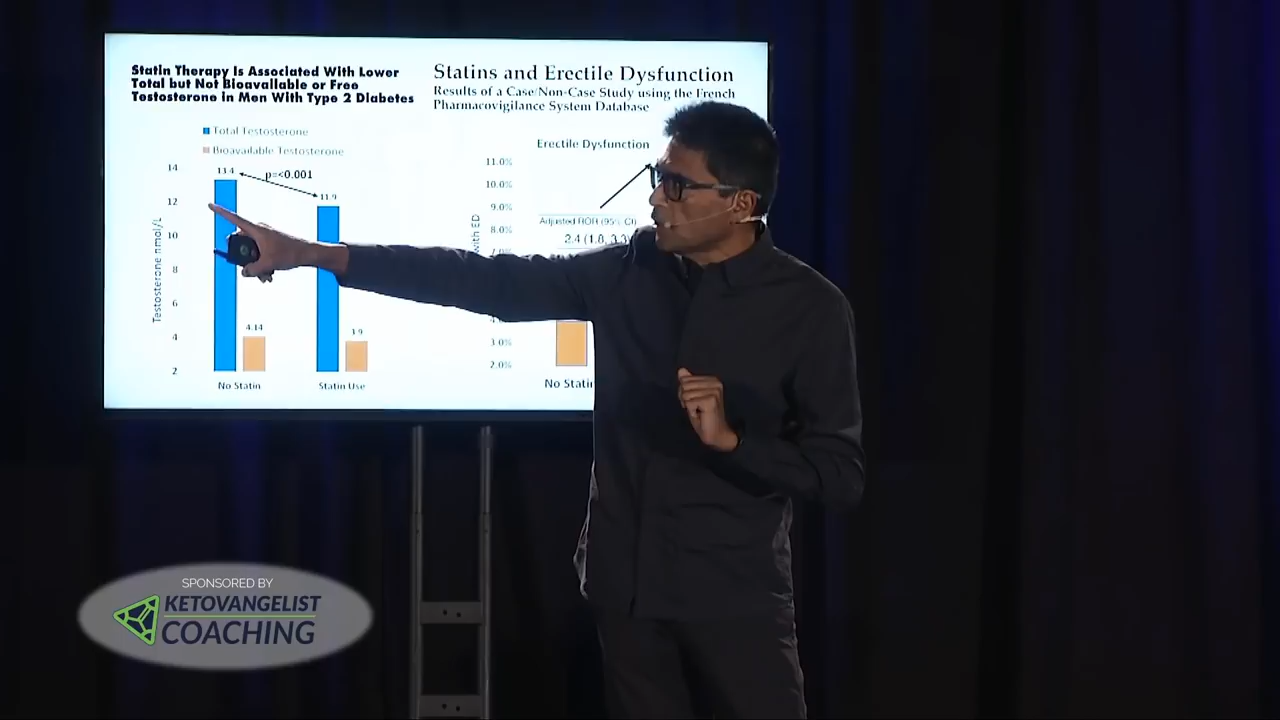 Statin Therapy Is Associated With Lower
Total but Not Bioavailable or Free
Testosterone in Men With Type 2 Diabetes
Total Testosterone
Bioavailable Testosterone
14
12
10
8
6
4
2
Testosterone nmol/L
13.4
p=<0.001
11.9
4.14
3.9
No Statin
Statin Use
Statins and Erectile Dysfunction
Results of a Case/Non-Case Study using the French
Pharmacovigilance System Database
Erectile Dysfunction
11.0%
10.0%
9.0%
8.0%
3.0%
2.0%
with ED
Adjusted ROR (95% CI)
2.4 (1.8, 3.3)
No
SPONSORED BY
KETOVANGELIST
COACHING